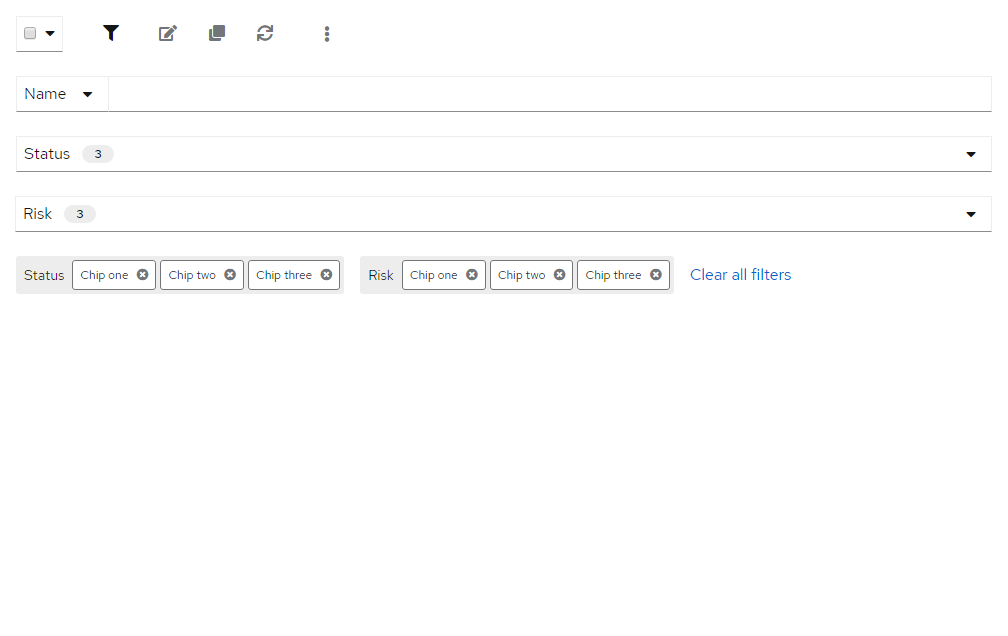 Name
Status 3
Risk 3
Status Chip one Chip two Chip three Risk Chip one Chip two Chip three Clear all filters